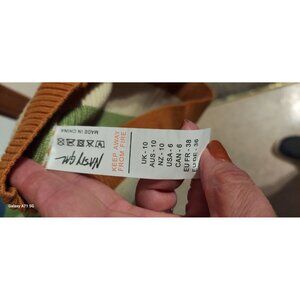 NASTY GAL
KEEP AWAY
FROM FIRE
MADE IN CHINA
UK - 10
AUS - 10
NZ - 10
USA - 6
CAN - 6
EU FR - 38
Galaxy A71 5G